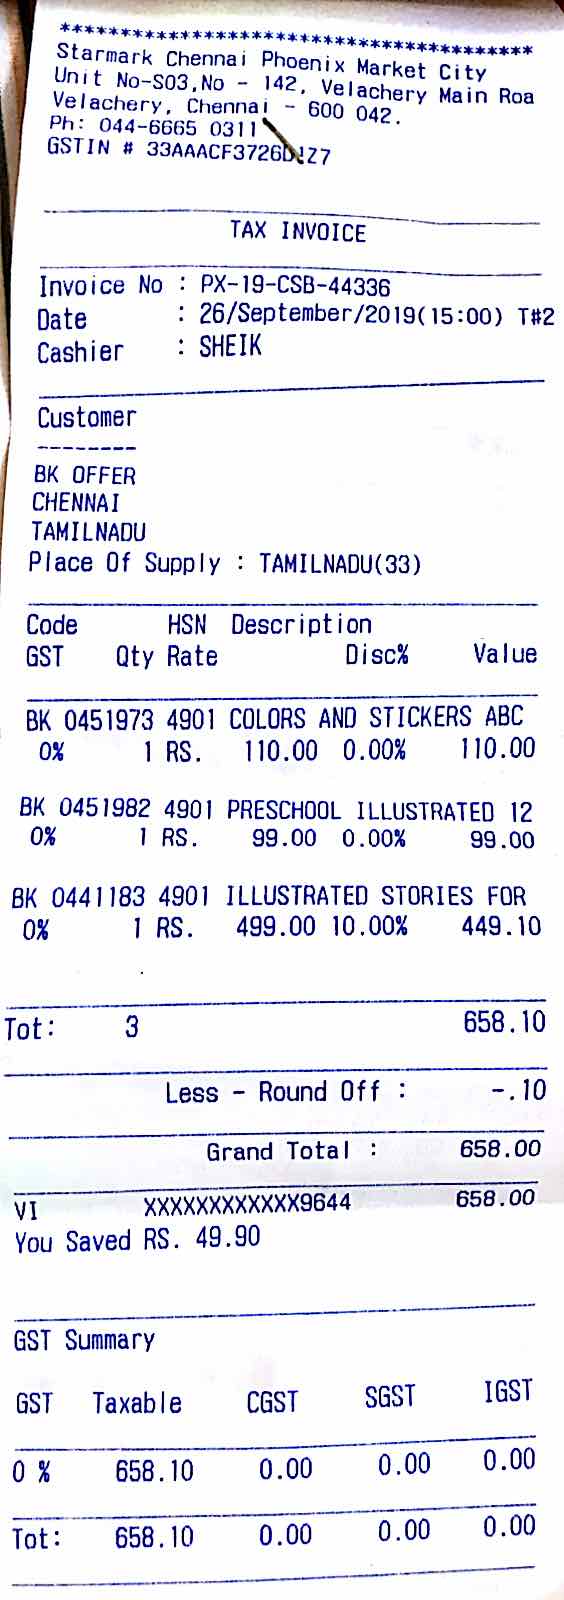 ***************************************
Starmark Chennai Phoenix Market City
Unit No-S03,No - 142, Velachery Main Roa
Velachery, Chennai - 600 042.
Ph: 044-6665 0311
GSTIN #
TAX INVOICE
Invoice No : PX-19-CSB-44336
Date : 26/September/2019(15:00) T#2
Cashier : SHEIK
Customer
--------
BK OFFER
CHENNAI
TAMILNADU
Place Of Supply : TAMILNADU(33)
Code HSN Description
GST Qty Rate Disc% Value
BK 0451973 4901 COLORS AND STICKERS ABC
0% 1 RS. 110.00 0.00% 110.00
BK 0451982 4901 PRESCHOOL ILLUSTRATED 12
0% 1 RS. 99.00 0.00% 99.00
BK 0441183 4901 ILLUSTRATED STORIES FOR
0% 1 RS. 499.00 10.00% 449.10
Tot: 3 658.10
Less - Round Off : -.10
Grand Total : 658.00
VI XXXXXXXXXXXX9644 658.00
You Saved RS. 49.90
GST Summary
GST Taxable CGST SGST IGST
0 % 658.10 0.00 0.00 0.00
Tot: 658.10 0.00 0.00 0.00